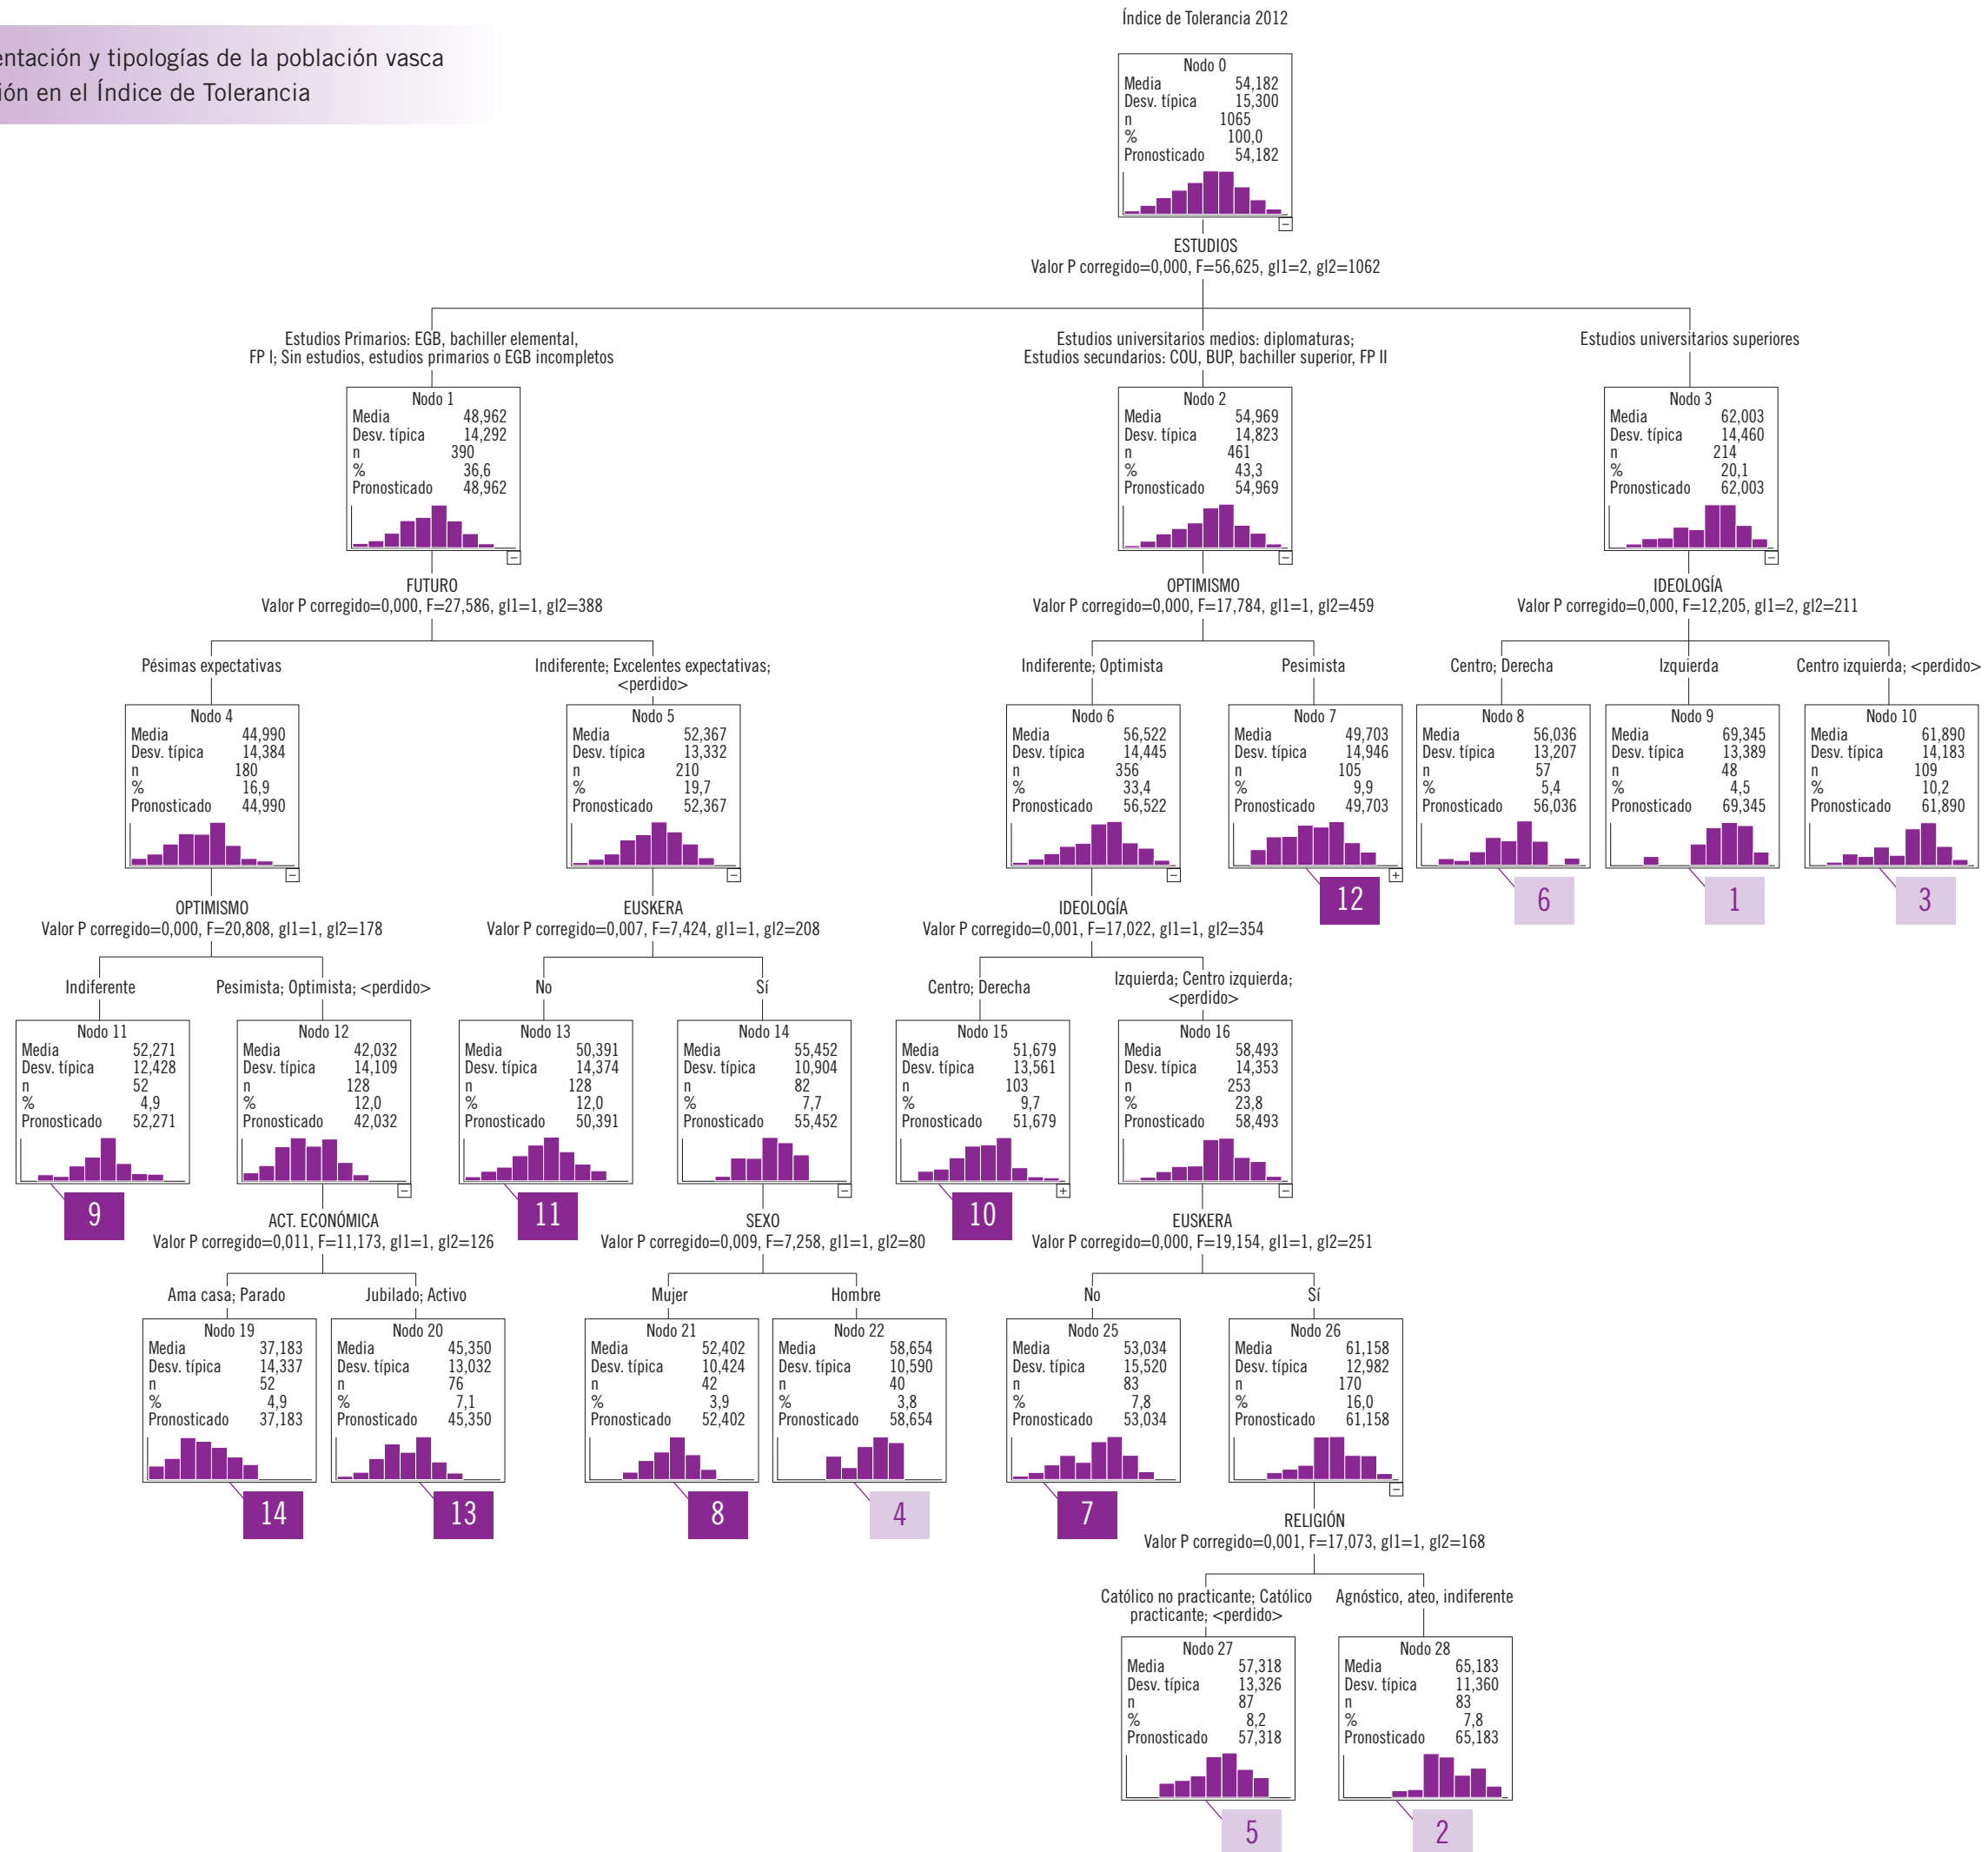 entación y tipologías de la población vasca
ión en el Índice de Tolerancia
Índice de Tolerancia 2012
Nodo 0
Media 54,182
Desv. típica 15,300
n 1065
% 100,0
Pronosticado 54,182
−
ESTUDIOS
Valor P corregido=0,000, F=56,625, gl1=2, gl2=1062
Estudios Primarios: EGB, bachiller elemental,
FP I; Sin estudios, estudios primarios o EGB incompletos
Nodo 1
Media 48,962
Desv. típica 14,292
n 390
% 36,6
Pronosticado 48,962
−
Estudios universitarios medios: diplomaturas;
Estudios secundarios: COU, BUP, bachiller superior, FP II
Nodo 2
Media 54,969
Desv. típica 14,823
n 461
% 43,3
Pronosticado 54,969
−
Estudios universitarios superiores
Nodo 3
Media 62,003
Desv. típica 14,460
n 214
% 20,1
Pronosticado 62,003
−
FUTURO
Valor P corregido=0,000, F=27,586, gl1=1, gl2=388
OPTIMISMO
Valor P corregido=0,000, F=17,784, gl1=1, gl2=459
IDEOLOGÍA
Valor P corregido=0,000, F=12,205, gl1=2, gl2=211
Pésimas expectativas
Nodo 4
Media 44,990
Desv. típica 14,384
n 180
% 16,9
Pronosticado 44,990
−
Indiferente; Excelentes expectativas;
<perdido>
Nodo 5
Media 52,367
Desv. típica 13,332
n 210
% 19,7
Pronosticado 52,367
−
Indiferente; Optimista
Nodo 6
Media 56,522
Desv. típica 14,445
n 356
% 33,4
Pronosticado 56,522
−
Pesimista
Nodo 7
Media 49,703
Desv. típica 14,946
n 105
% 9,9
Pronosticado 49,703
+
12
Centro; Derecha
Nodo 8
Media 56,036
Desv. típica 13,207
n 57
% 5,4
Pronosticado 56,036
6
Izquierda
Nodo 9
Media 69,345
Desv. típica 13,389
n 48
% 4,5
Pronosticado 69,345
1
Centro izquierda; <perdido>
Nodo 10
Media 61,890
Desv. típica 14,183
n 109
% 10,2
Pronosticado 61,890
3
OPTIMISMO
Valor P corregido=0,000, F=20,808, gl1=1, gl2=178
EUSKERA
Valor P corregido=0,007, F=7,424, gl1=1, gl2=208
IDEOLOGÍA
Valor P corregido=0,001, F=17,022, gl1=1, gl2=354
Indiferente
Nodo 11
Media 52,271
Desv. típica 12,428
n 52
% 4,9
Pronosticado 52,271
9
Pesimista; Optimista; <perdido>
Nodo 12
Media 42,032
Desv. típica 14,109
n 128
% 12,0
Pronosticado 42,032
−
No
Nodo 13
Media 50,391
Desv. típica 14,374
n 128
% 12,0
Pronosticado 50,391
11
Sí
Nodo 14
Media 55,452
Desv. típica 10,904
n 82
% 7,7
Pronosticado 55,452
−
Centro; Derecha
Nodo 15
Media 51,679
Desv. típica 13,561
n 103
% 9,7
Pronosticado 51,679
+
10
Izquierda; Centro izquierda;
<perdido>
Nodo 16
Media 58,493
Desv. típica 14,353
n 253
% 23,8
Pronosticado 58,493
−
ACT. ECONÓMICA
Valor P corregido=0,011, F=11,173, gl1=1, gl2=126
SEXO
Valor P corregido=0,009, F=7,258, gl1=1, gl2=80
EUSKERA
Valor P corregido=0,000, F=19,154, gl1=1, gl2=251
Ama casa; Parado
Nodo 19
Media 37,183
Desv. típica 14,337
n 52
% 4,9
Pronosticado 37,183
14
Jubilado; Activo
Nodo 20
Media 45,350
Desv. típica 13,032
n 76
% 7,1
Pronosticado 45,350
13
Mujer
Nodo 21
Media 52,402
Desv. típica 10,424
n 42
% 3,9
Pronosticado 52,402
8
Hombre
Nodo 22
Media 58,654
Desv. típica 10,590
n 40
% 3,8
Pronosticado 58,654
4
No
Nodo 25
Media 53,034
Desv. típica 15,520
n 83
% 7,8
Pronosticado 53,034
7
Sí
Nodo 26
Media 61,158
Desv. típica 12,982
n 170
% 16,0
Pronosticado 61,158
−
RELIGIÓN
Valor P corregido=0,001, F=17,073, gl1=1, gl2=168
Católico no practicante; Católico
practicante; <perdido>
Nodo 27
Media 57,318
Desv. típica 13,326
n 87
% 8,2
Pronosticado 57,318
5
Agnóstico, ateo, indiferente
Nodo 28
Media 65,183
Desv. típica 11,360
n 83
% 7,8
Pronosticado 65,183
2